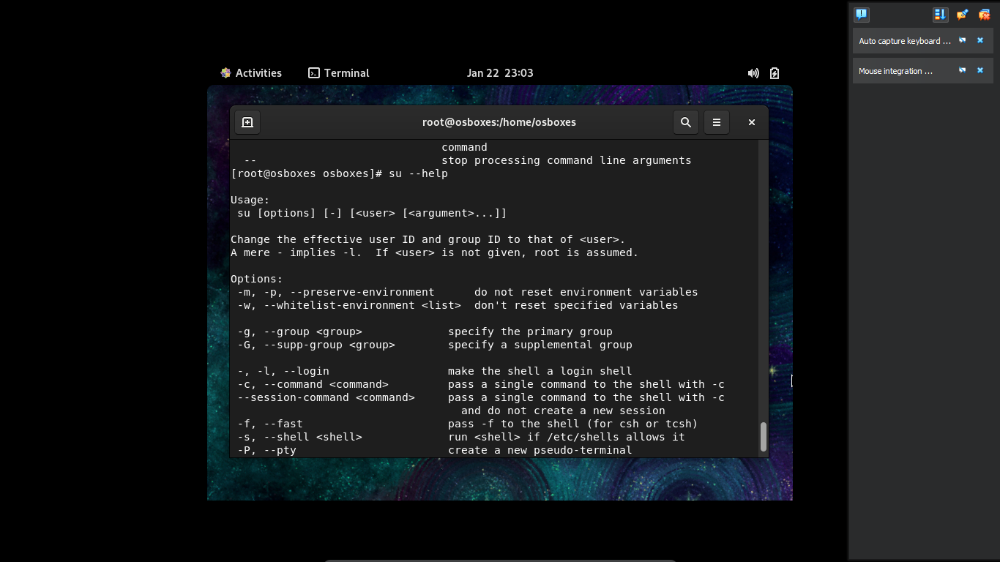 Activities
Terminal
Jan 22 23:03
Auto capture keyboard ...
Mouse integration ...
root@osboxes:/home/osboxes
command
-- stop processing command line arguments
[root@osboxes osboxes]# su --help
Usage:
su [options] [-] [<user> [<argument>...]]
Change the effective user ID and group ID to that of <user>.
A mere - implies -l.  If <user> is not given, root is assumed.
Options:
-m, -p, --preserve-environment      do not reset environment variables
-w, --whitelist-environment <list>  don't reset specified variables
-g, --group <group>             specify the primary group
-G, --supp-group <group>        specify a supplemental group
-, -l, --login                  make the shell a login shell
-c, --command <command>         pass a single command to the shell with -c
--session-command <command>     pass a single command to the shell with -c
and do not create a new session
-f, --fast                      pass -f to the shell (for csh or tcsh)
-s, --shell <shell>             run <shell> if /etc/shells allows it
-P, --pty                       create a new pseudo-terminal